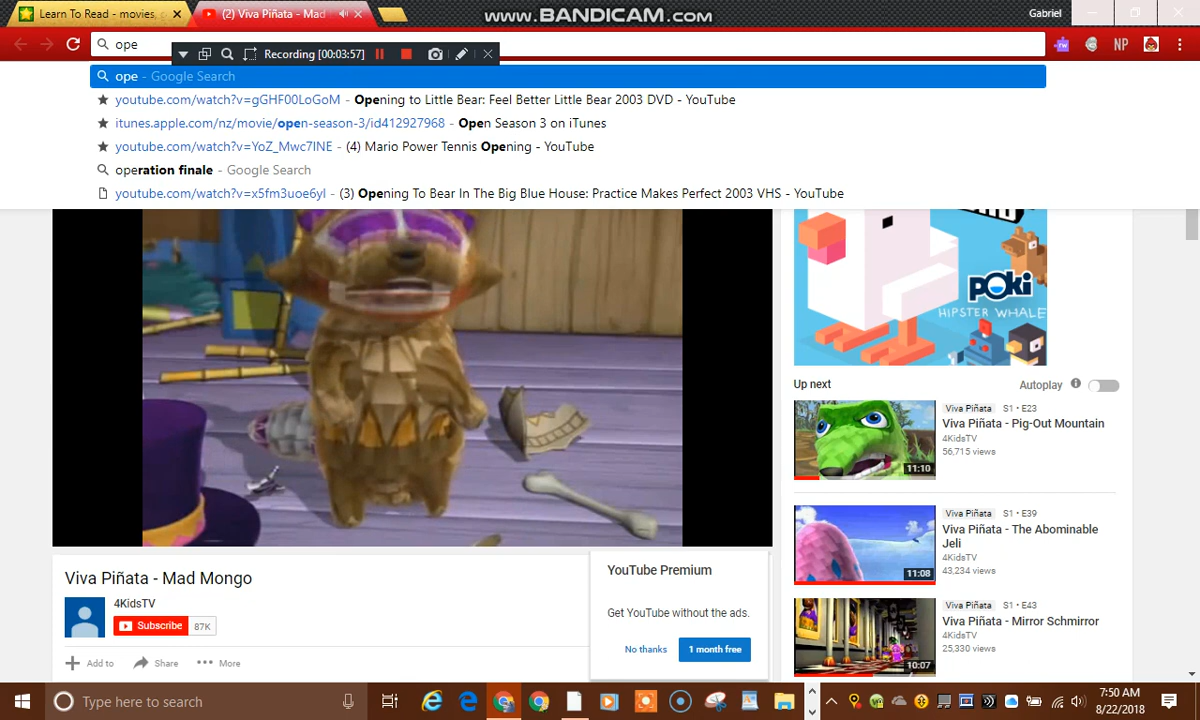 Learn To Read - movies,
(2) Viva Piñata - Mad
www.BANDICAM.com
Gabriel
ope
Recording [00:03:57]
NP
ope - Google Search
youtube.com/watch?v=gGHF00LoGoM - Opening to Little Bear: Feel Better Little Bear 2003 DVD - YouTube
itunes.apple.com/nz/movie/open-season-3/id412927968 - Open Season 3 on iTunes
youtube.com/watch?v=YoZ_Mwc7INE - (4) Mario Power Tennis Opening - YouTube
operation finale - Google Search
youtube.com/watch?v=x5fm3uoe6yI - (3) Opening To Bear In The Big Blue House: Practice Makes Perfect 2003 VHS - YouTube
POKI
HIPSTER WHALE
Up next
Autoplay
Viva Piñata S1 • E23
Viva Piñata - Pig-Out Mountain
4KidsTV
56,715 views
11:10
Viva Piñata S1 • E39
Viva Piñata - The Abominable
Jeli
4KidsTV
43,234 views
11:08
Viva Piñata S1 • E43
Viva Piñata - Mirror Schmirror
4KidsTV
25,330 views
10:07
Viva Piñata - Mad Mongo
4KidsTV
Subscribe 87K
Add to Share More
YouTube Premium
Get YouTube without the ads.
No thanks 1 month free
Type here to search
7:50 AM
8/22/2018